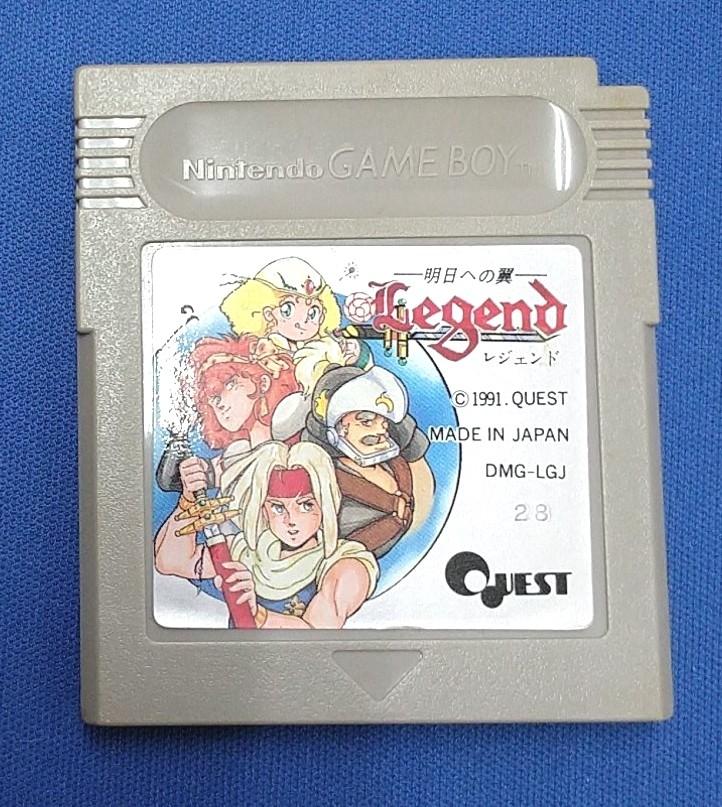 Nintendo GAME BOY TM
明日への翼
Legend
レジェンド
© 1991. QUEST
MADE IN JAPAN
DMG-LGJ
28
QUEST